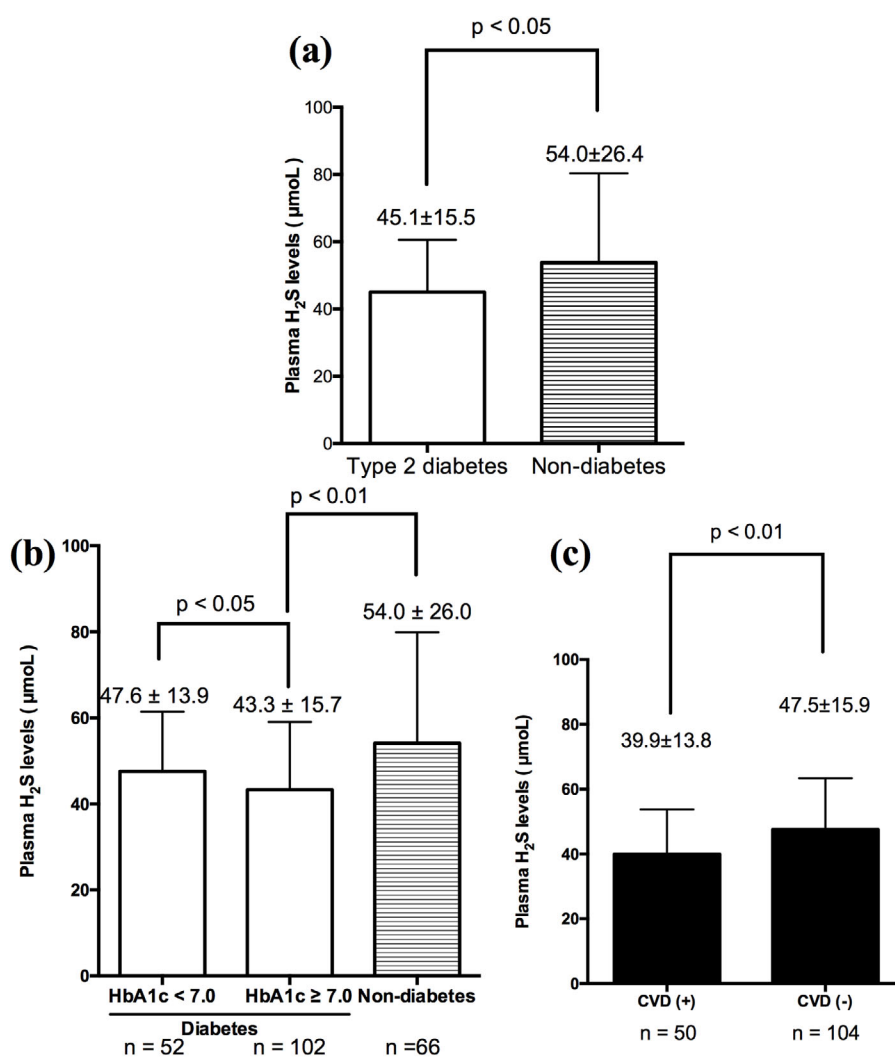 (a)
p < 0.05
Plasma H₂S levels ( µmoL)
100
80
60
40
20
0
45.1±15.5
54.0±26.4
Type 2 diabetes
Non-diabetes
(b)
p < 0.01
p < 0.05
Plasma H₂S levels ( µmoL )
100
80
60
40
20
0
47.6 ± 13.9
43.3 ± 15.7
54.0 ± 26.0
HbA1c < 7.0
HbA1c ≥ 7.0
Non-diabetes
Diabetes
n = 52
n = 102
n =66
(c)
p < 0.01
Plasma H₂S levels ( µmoL)
100
80
60
40
20
0
39.9±13.8
47.5±15.9
CVD (+)
CVD (-)
n = 50
n = 104